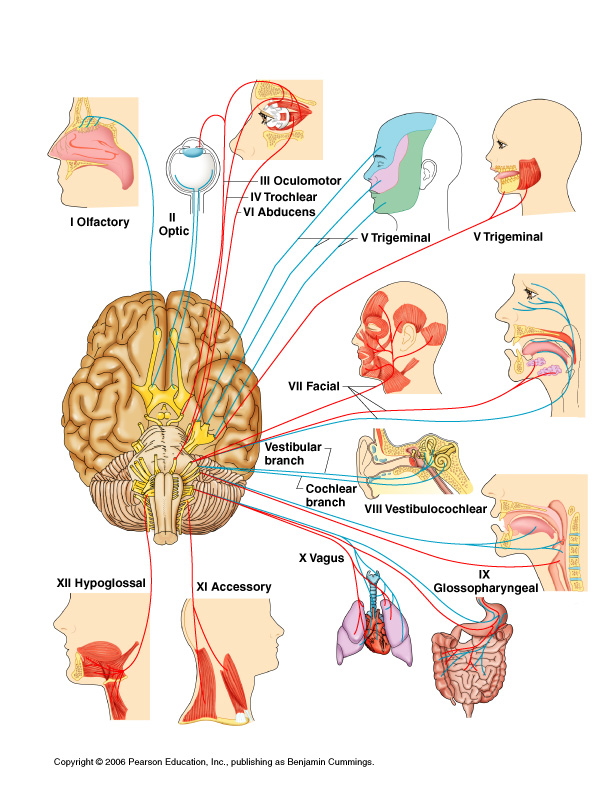 I Olfactory
II
Optic
III Oculomotor
IV Trochlear
VI Abducens
V Trigeminal
V Trigeminal
VII Facial
Vestibular
branch
Cochlear
branch
VIII Vestibulocochlear
X Vagus
IX
Glossopharyngeal
XII Hypoglossal
XI Accessory
Copyright © 2006 Pearson Education, Inc., publishing as Benjamin Cummings.